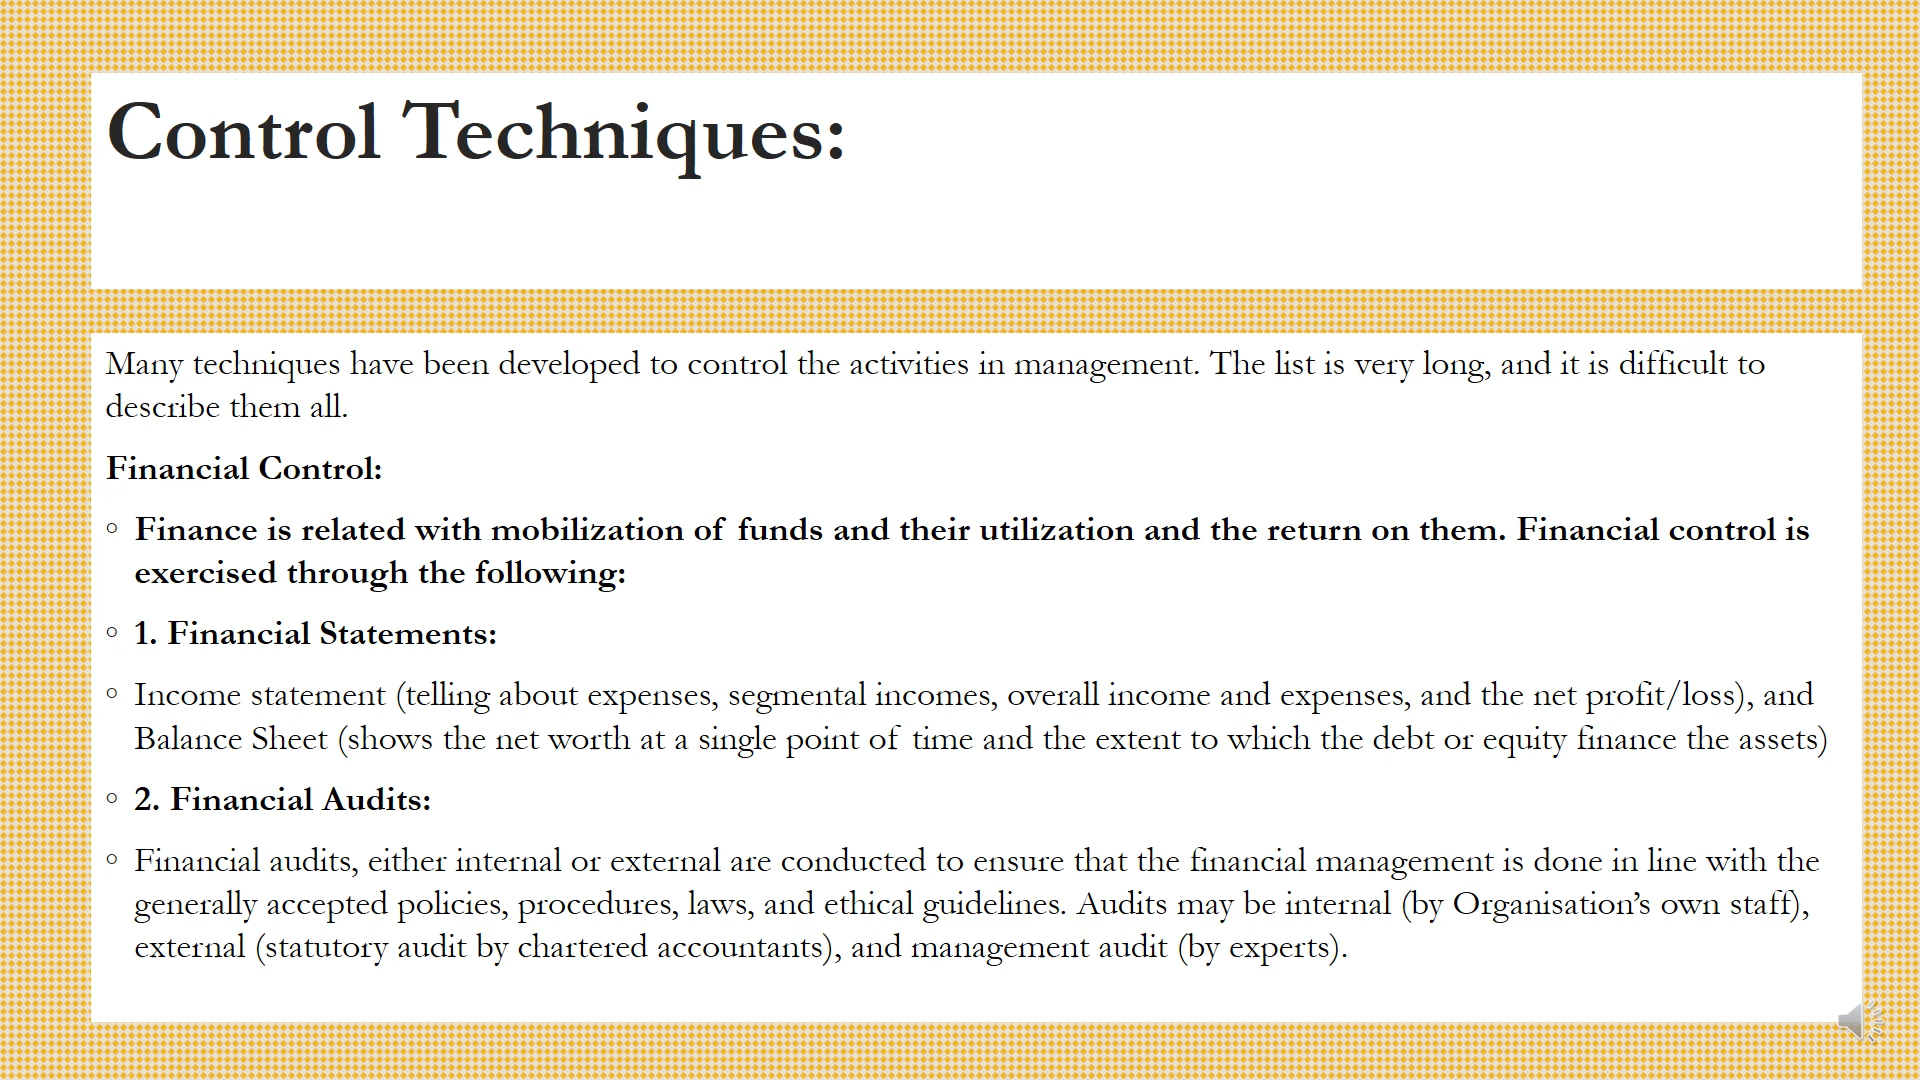 Control Techniques:
Many techniques have been developed to control the activities in management. The list is very long, and it is difficult to
describe them all.
Financial Control:
◦ Finance is related with mobilization of funds and their utilization and the return on them. Financial control is
exercised through the following:
◦ 1. Financial Statements:
◦ Income statement (telling about expenses, segmental incomes, overall income and expenses, and the net profit/loss), and
Balance Sheet (shows the net worth at a single point of time and the extent to which the debt or equity finance the assets)
◦ 2. Financial Audits:
◦ Financial audits, either internal or external are conducted to ensure that the financial management is done in line with the
generally accepted policies, procedures, laws, and ethical guidelines. Audits may be internal (by Organisation’s own staff),
external (statutory audit by chartered accountants), and management audit (by experts).